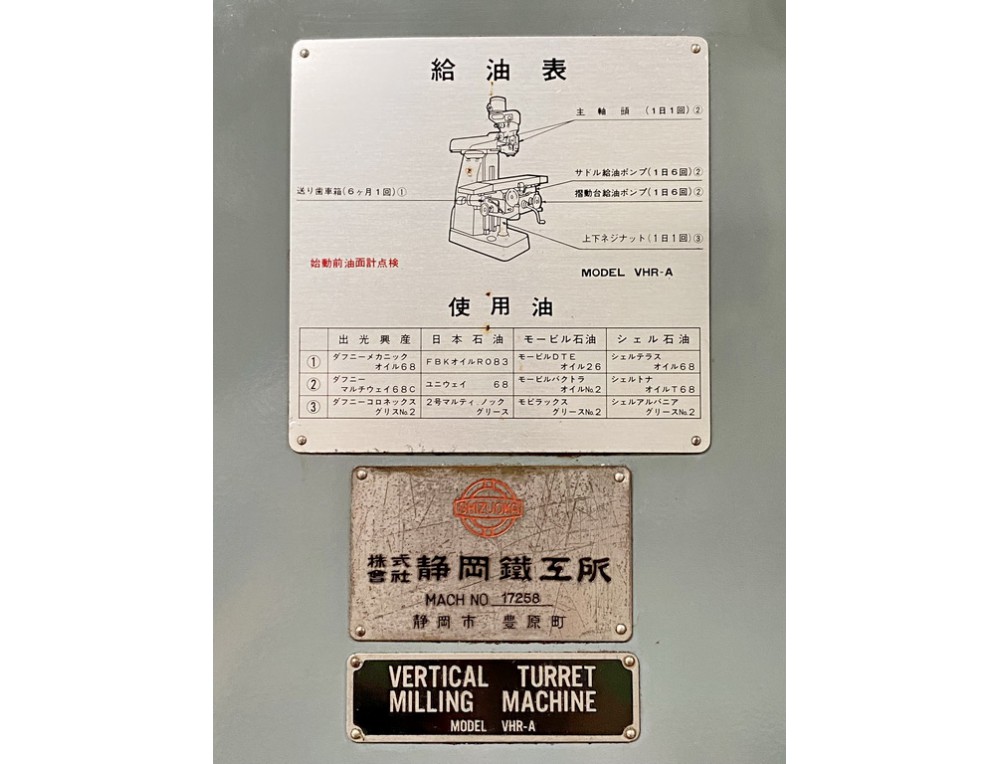 給油表
主軸頭 (1日1回)②
サドル給油ポンプ(1日6回)②
送り歯車箱(6ヶ月1回)①
摺動台給油ポンプ(1日6回)②
上下ネジナット(1日1回)③
始動前油面計点検
MODEL VHR-A
使用油
出光興産 日本石油 モービル石油 シェル石油
① ダフニーメカニックオイル68 FBKオイルRO83 モービルDTEオイル26 シェルテラスオイル68
② ダフニーマルチウェイ68C ユニウェイ 68 モービルバクトラオイルNo.2 シェルトナオイルT68
③ ダフニーコロネックスグリスNo.2 2号マルティノックグリース モビラックスグリースNo.2 シェルアルバニアグリースNo.2
SHIZUOKA
株式會社 静岡鐵工所
MACH NO 17258
静岡市 豊原町
VERTICAL TURRET
MILLING MACHINE
MODEL VHR-A